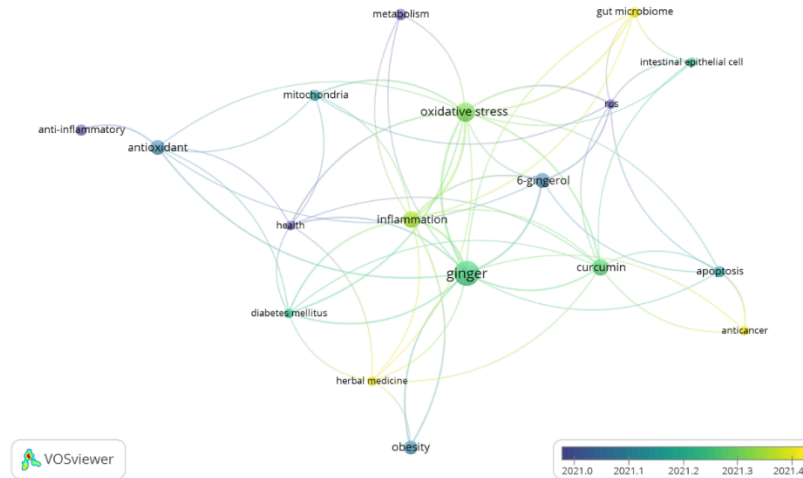 metabolism
gut microbiome
intestinal epithelial cell
mitochondria
oxidative stress
ros
anti-inflammatory
antioxidant
6-gingerol
health
inflammation
ginger
curcumin
apoptosis
diabetes mellitus
anticancer
herbal medicine
obesity
VOSviewer
2021.0 2021.1 2021.2 2021.3 2021.4